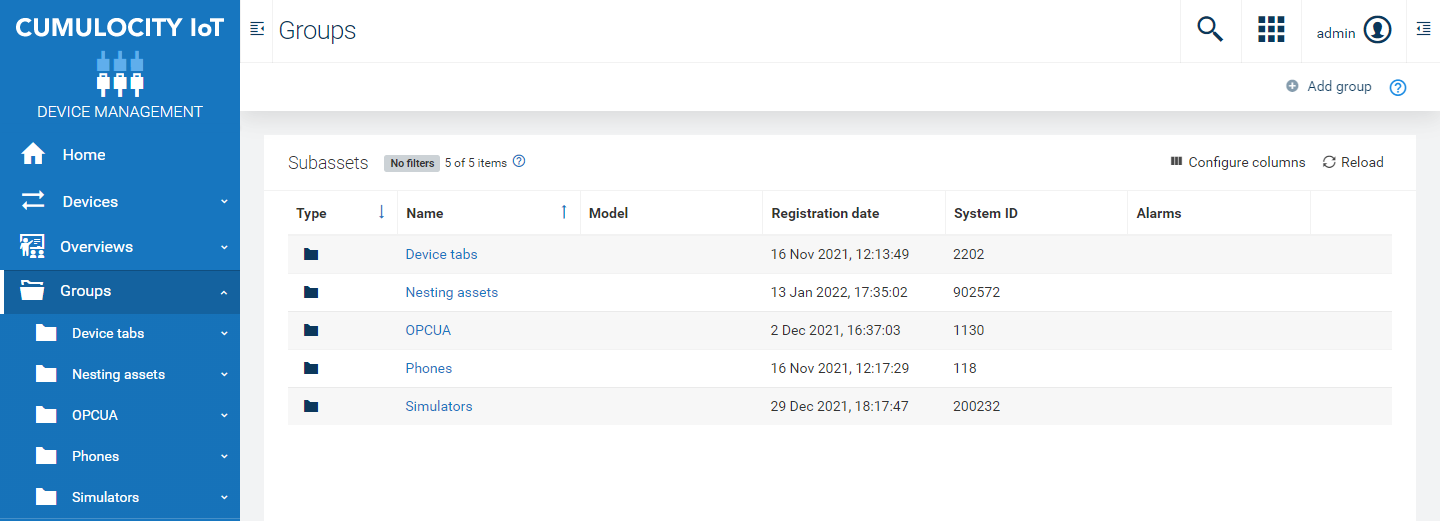 CUMULOCITY IoT
DEVICE MANAGEMENT
Home
Devices
Overviews
Groups
Device tabs
Nesting assets
OPCUA
Phones
Simulators
Groups
admin
Add group
Subassets No filters 5 of 5 items Configure columns Reload
Type Name Model Registration date System ID Alarms
Device tabs 16 Nov 2021, 12:13:49 2202
Nesting assets 13 Jan 2022, 17:35:02 902572
OPCUA 2 Dec 2021, 16:37:03 1130
Phones 16 Nov 2021, 12:17:29 118
Simulators 29 Dec 2021, 18:17:47 200232